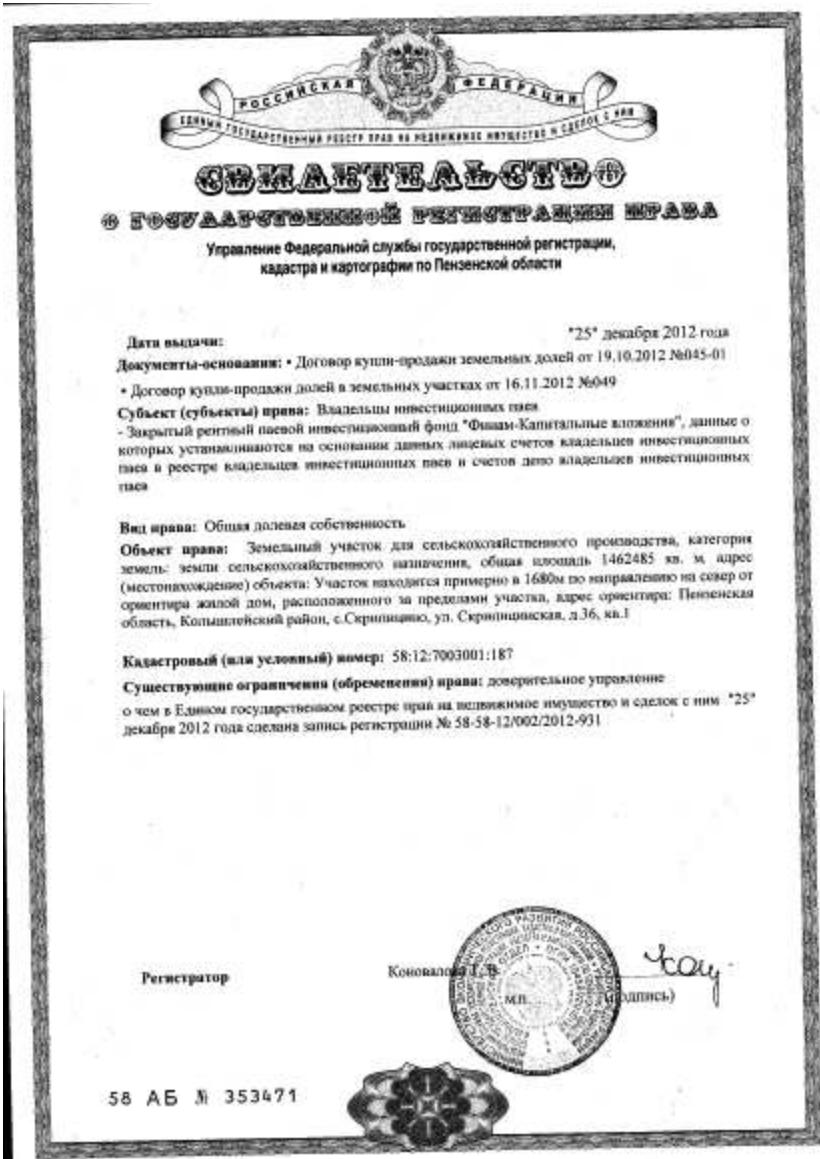 РОССИЙСКАЯ ФЕДЕРАЦИЯ
ЕДИНЫЙ ГОСУДАРСТВЕННЫЙ РЕЕСТР ПРАВ НА НЕДВИЖИМОЕ ИМУЩЕСТВО И СДЕЛОК С НИМ
СВИДЕТЕЛЬСТВО
О ГОСУДАРСТВЕННОЙ РЕГИСТРАЦИИ ПРАВА
Управление Федеральной службы государственной регистрации,
кадастра и картографии по Пензенской области
Дата выдачи: "25" декабря 2012 года
Документы-основания: • Договор купли-продажи земельных долей от 19.10.2012 №045-01
• Договор купли-продажи долей в земельных участках от 16.11.2012 №049
Субъект (субъекты) права: Владельцы инвестиционных паев
- Закрытый рентный паевой инвестиционный фонд "Финам-Капитальные вложения", данные о
которых устанавливаются на основании данных лицевых счетов владельцев инвестиционных
паев в реестре владельцев инвестиционных паев и счетов депо владельцев инвестиционных
паев
Вид права: Общая долевая собственность
Объект права: Земельный участок для сельскохозяйственного производства, категория
земель: земли сельскохозяйственного назначения, общая площадь 1462485 кв. м, адрес
(местонахождение) объекта: Участок находится примерно в 1680м по направлению на север от
ориентира жилой дом, расположенного за пределами участка, адрес ориентира: Пензенская
область, Колышлейский район, с.Скрипицино, ул. Скрипицинская, д.36, кв.1
Кадастровый (или условный) номер: 58:12:7003001:187
Существующие ограничения (обременения) права: доверительное управление
о чем в Едином государственном реестре прав на недвижимое имущество и сделок с ним "25"
декабря 2012 года сделана запись регистрации № 58-58-12/002/2012-931
Регистратор Коновалова Т. В.
М.П. (подпись)
58 АБ № 353471